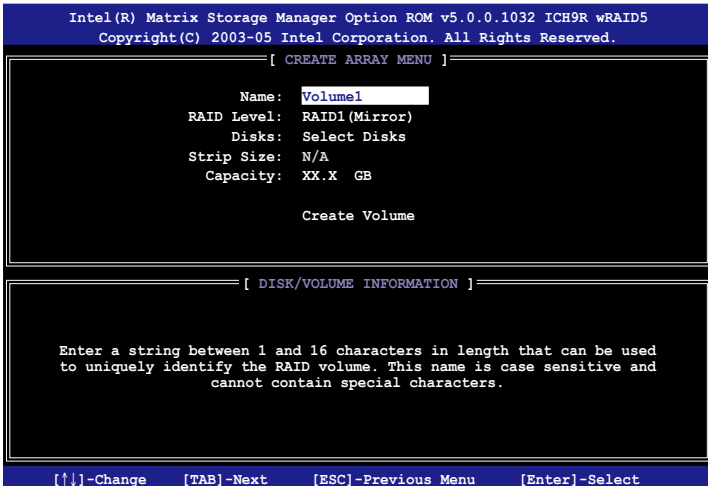 Intel(R) Matrix Storage Manager Option ROM v5.0.0.1032 ICH9R wRAID5
Copyright(C) 2003-05 Intel Corporation. All Rights Reserved.
[ CREATE ARRAY MENU ]
Name: Volume1
RAID Level: RAID1(Mirror)
Disks: Select Disks
Strip Size: N/A
Capacity: XX.X GB
Create Volume
[ DISK/VOLUME INFORMATION ]
Enter a string between 1 and 16 characters in length that can be used
to uniquely identify the RAID volume. This name is case sensitive and
cannot contain special characters.
[↑↓]-Change [TAB]-Next [ESC]-Previous Menu [Enter]-Select